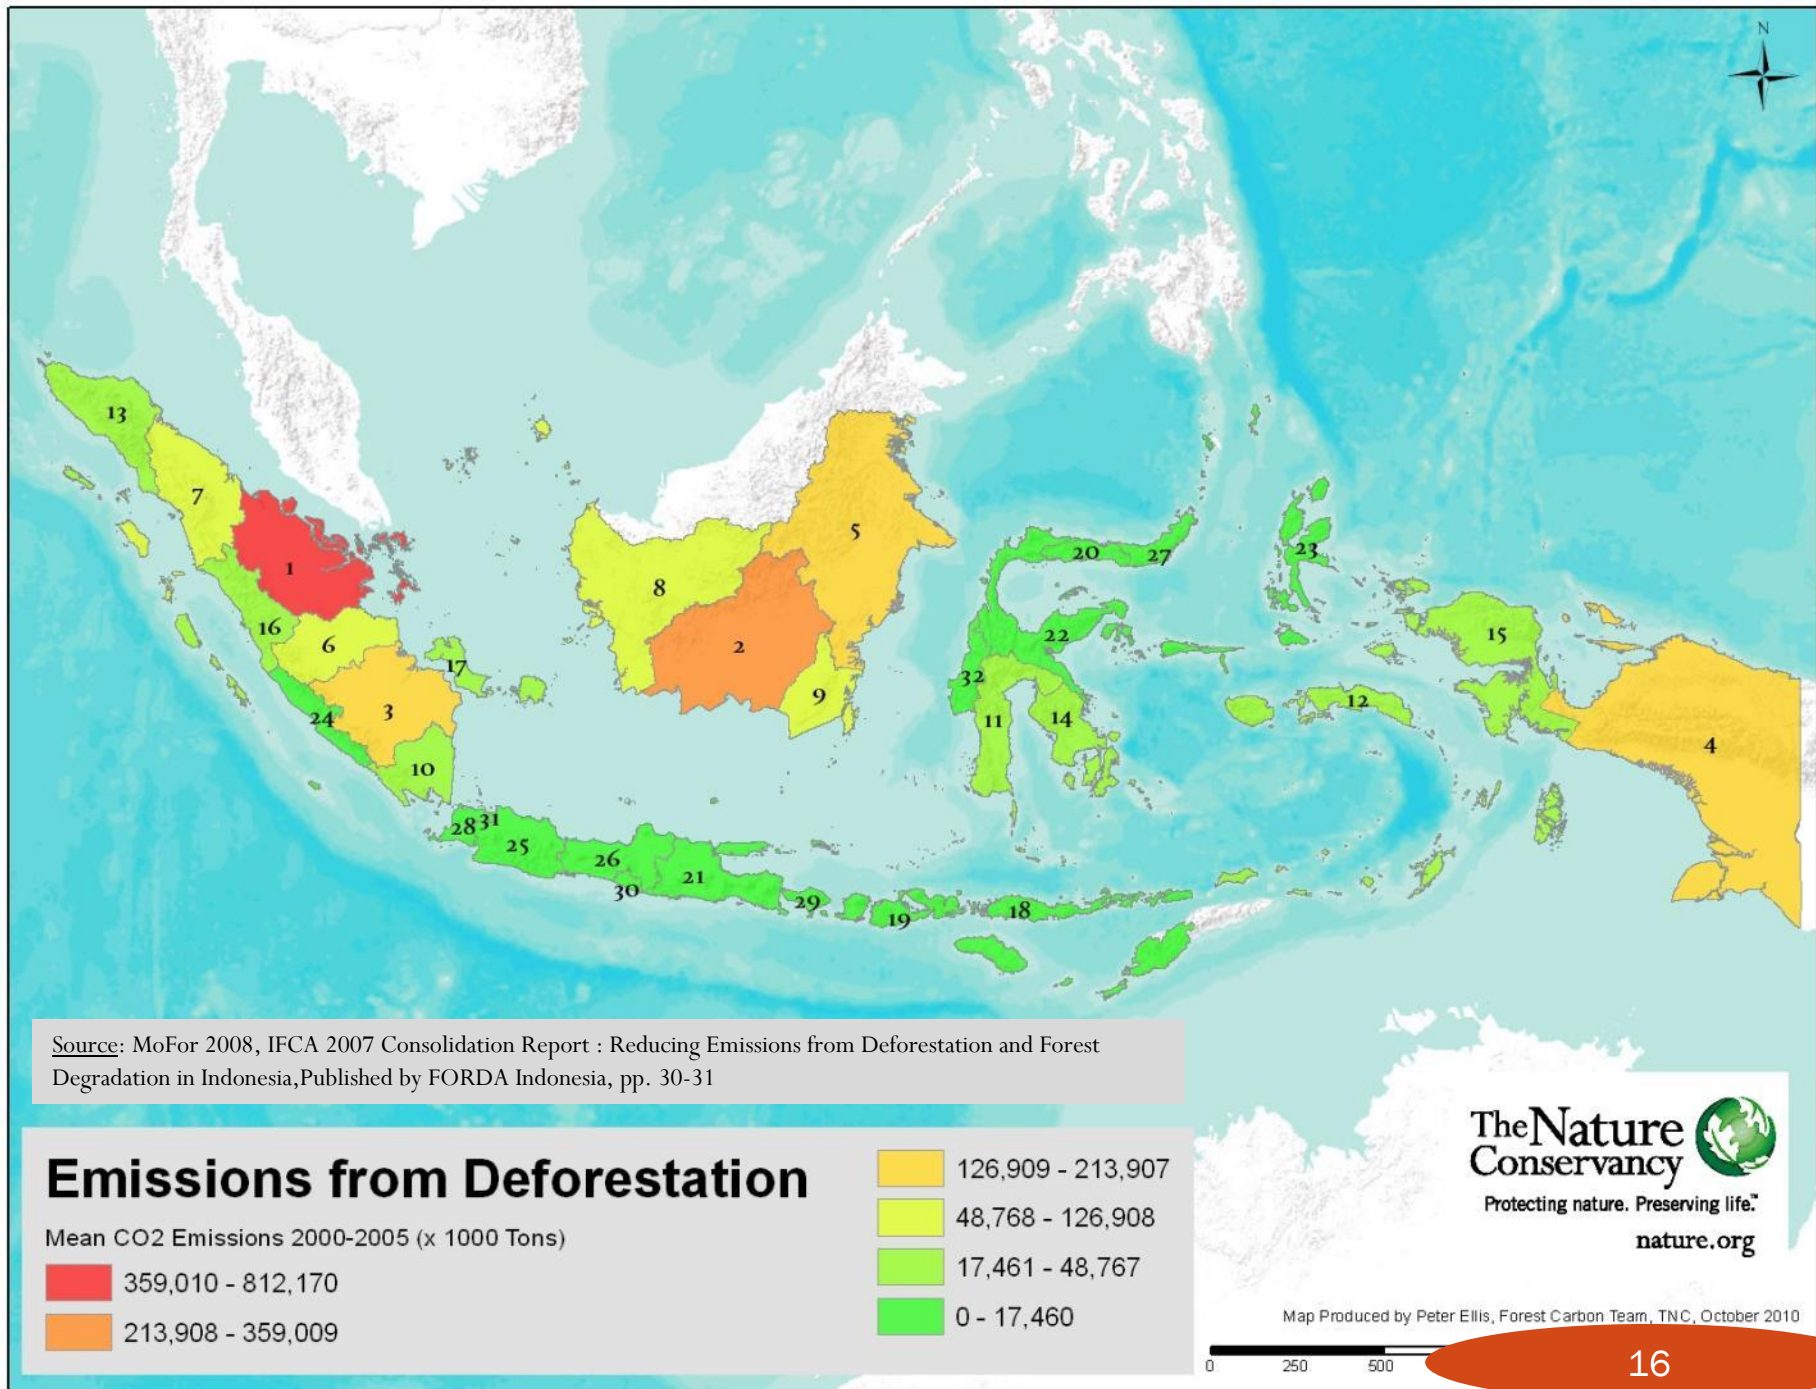 N
13
7
1
5
8
20
27
23
16
6
2
22
15
17
32
9
3
24
11
14
12
4
10
28
31
25
26
21
30
29
19
18
Source: MoFor 2008, IFCA 2007 Consolidation Report : Reducing Emissions from Deforestation and Forest
Degradation in Indonesia,Published by FORDA Indonesia, pp. 30-31
Emissions from Deforestation
Mean CO2 Emissions 2000-2005 (x 1000 Tons)
359,010 - 812,170
213,908 - 359,009
126,909 - 213,907
48,768 - 126,908
17,461 - 48,767
0 - 17,460
The Nature
Conservancy
Protecting nature. Preserving life.™
nature.org
Map Produced by Peter Ellis, Forest Carbon Team, TNC, October 2010
0 250 500
16